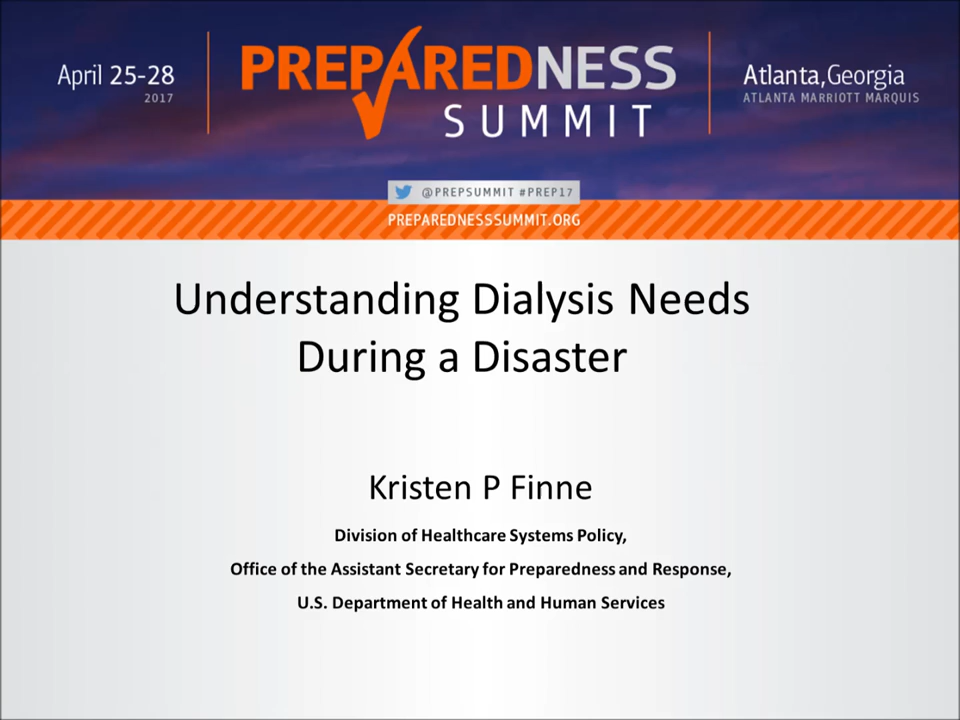 April 25-28
2017
PREPAREDNESS
SUMMIT
Atlanta, Georgia
ATLANTA MARRIOTT MARQUIS
@PREPSUMMIT #PREP17
PREPAREDNESSSUMMIT.ORG
Understanding Dialysis Needs
During a Disaster
Kristen P Finne
Division of Healthcare Systems Policy,
Office of the Assistant Secretary for Preparedness and Response,
U.S. Department of Health and Human Services